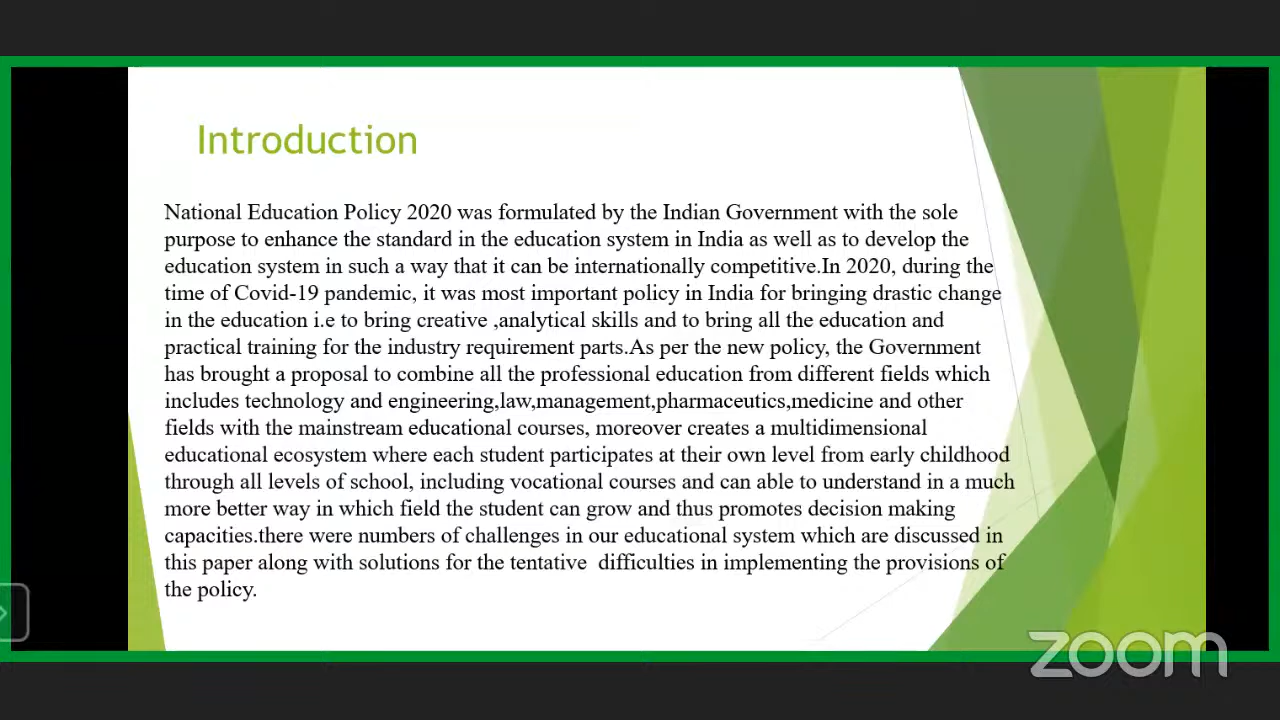 Introduction
National Education Policy 2020 was formulated by the Indian Government with the sole
purpose to enhance the standard in the education system in India as well as to develop the
education system in such a way that it can be internationally competitive.In 2020, during the
time of Covid-19 pandemic, it was most important policy in India for bringing drastic change
in the education i.e to bring creative ,analytical skills and to bring all the education and
practical training for the industry requirement parts.As per the new policy, the Government
has brought a proposal to combine all the professional education from different fields which
includes technology and engineering,law,management,pharmaceutics,medicine and other
fields with the mainstream educational courses, moreover creates a multidimensional
educational ecosystem where each student participates at their own level from early childhood
through all levels of school, including vocational courses and can able to understand in a much
more better way in which field the student can grow and thus promotes decision making
capacities.there were numbers of challenges in our educational system which are discussed in
this paper along with solutions for the tentative  difficulties in implementing the provisions of
the policy.
zoom